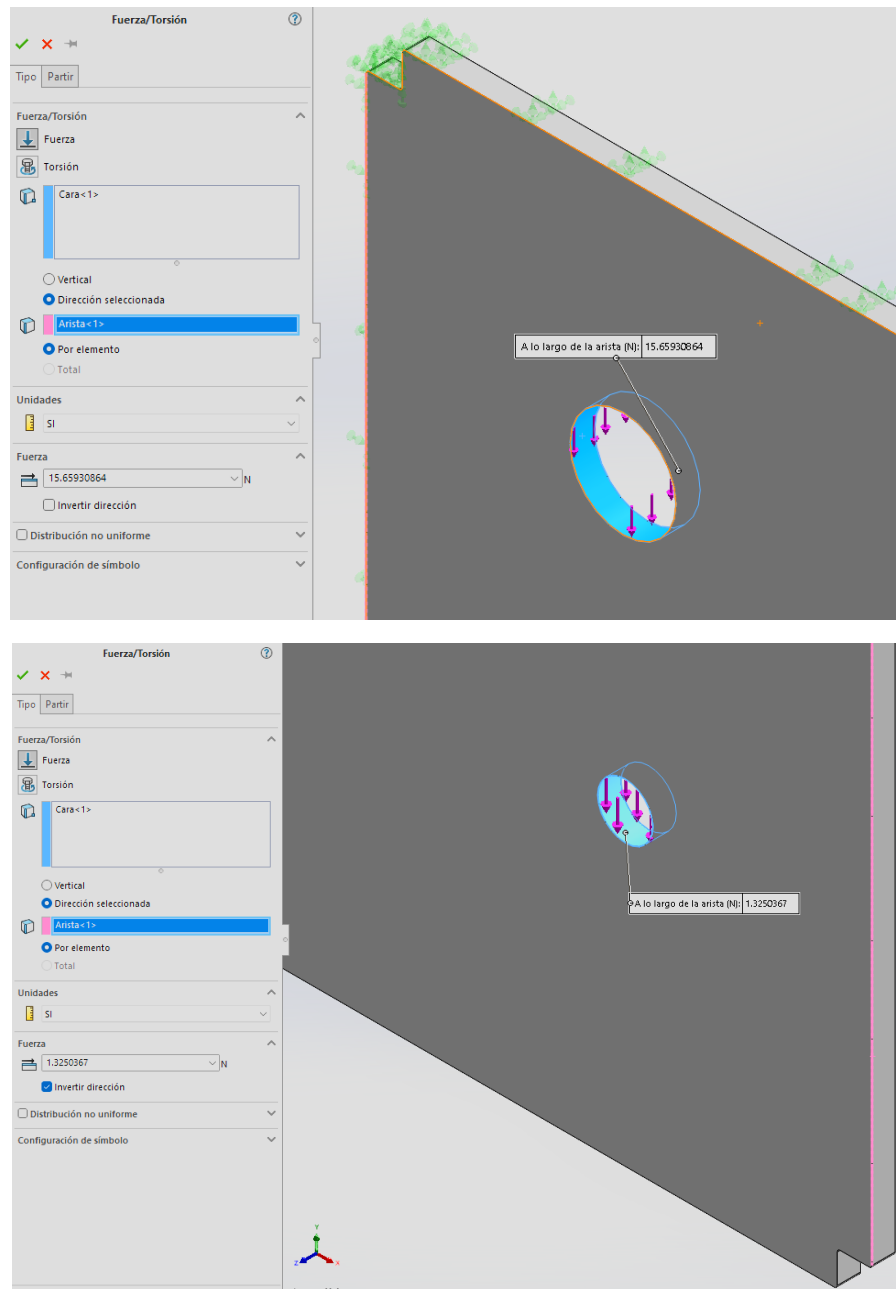 Fuerza/Torsión
Tipo Partir
Fuerza/Torsión
Fuerza
Torsión
Cara<1>
Vertical
Dirección seleccionada
Arista<1>
Por elemento
Total
Unidades
SI
Fuerza
15.65930864 N
Invertir dirección
Distribución no uniforme
Configuración de símbolo
A lo largo de la arista (N): 15.65930864
Fuerza/Torsión
Tipo Partir
Fuerza/Torsión
Fuerza
Torsión
Cara<1>
Vertical
Dirección seleccionada
Arista<1>
Por elemento
Total
Unidades
SI
Fuerza
1.3250367 N
Invertir dirección
Distribución no uniforme
Configuración de símbolo
A lo largo de la arista (N): 1.3250367
Y
Z
X